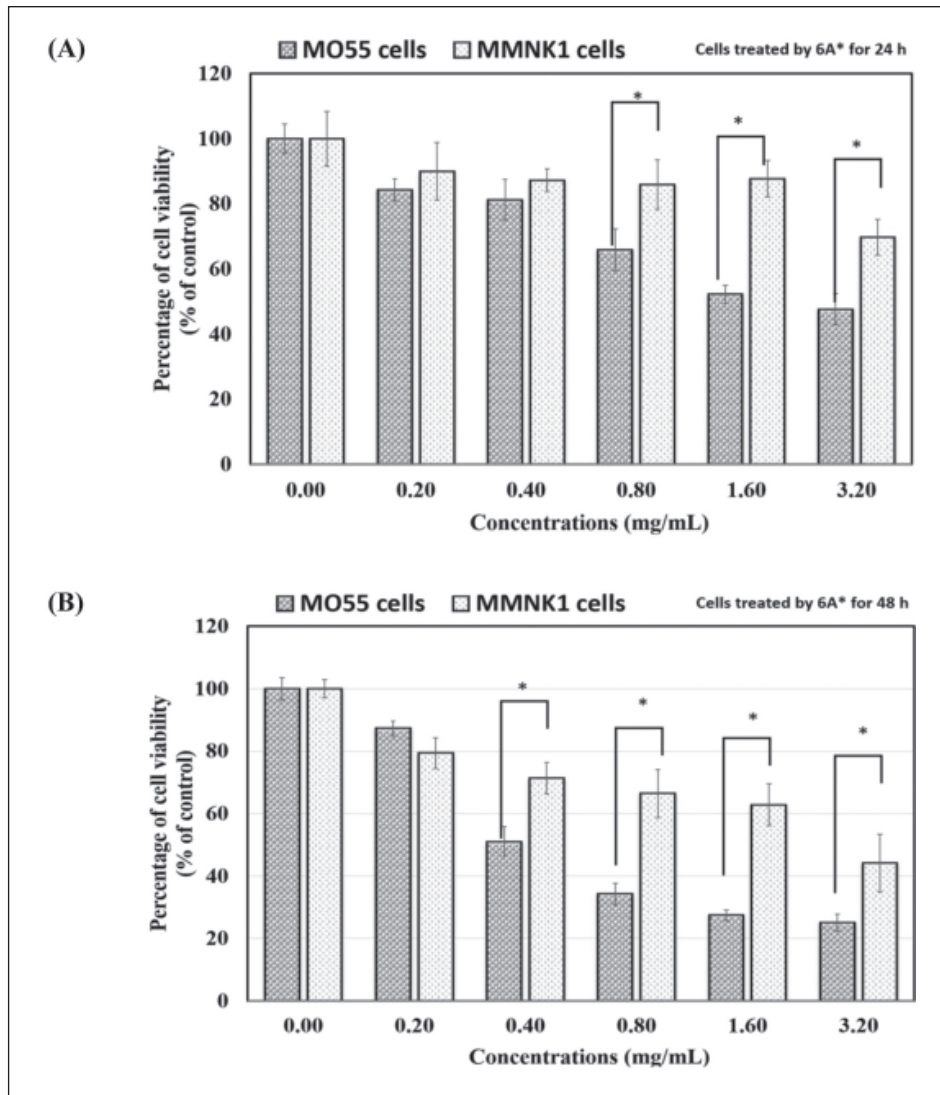 (A)
MO55 cells MMNK1 cells Cells treated by 6A* for 24 h
120
100
80
60
40
20
0
Percentage of cell viability
(% of control)
* * *
0.00 0.20 0.40 0.80 1.60 3.20
Concentrations (mg/mL)
(B)
MO55 cells MMNK1 cells Cells treated by 6A* for 48 h
120
100
80
60
40
20
0
Percentage of cell viability
(% of control)
* * * *
0.00 0.20 0.40 0.80 1.60 3.20
Concentrations (mg/mL)